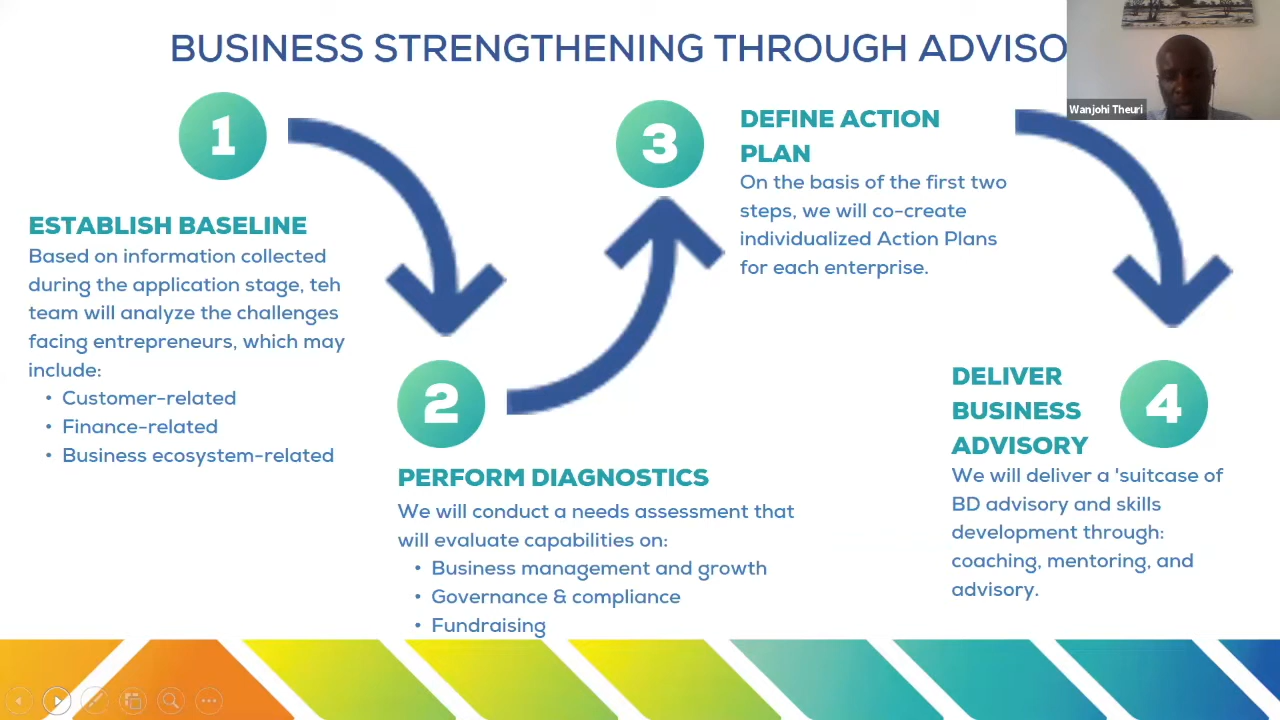 BUSINESS STRENGTHENING THROUGH ADVISO
Wanjohi Theuri
1
ESTABLISH BASELINE
Based on information collected
during the application stage, teh
team will analyze the challenges
facing entrepreneurs, which may
include:
• Customer-related
• Finance-related
• Business ecosystem-related
2
PERFORM DIAGNOSTICS
We will conduct a needs assessment that
will evaluate capabilities on:
• Business management and growth
• Governance & compliance
• Fundraising
3
DEFINE ACTION
PLAN
On the basis of the first two
steps, we will co-create
individualized Action Plans
for each enterprise.
4
DELIVER
BUSINESS
ADVISORY
We will deliver a 'suitcase of
BD advisory and skills
development through:
coaching, mentoring, and
advisory.